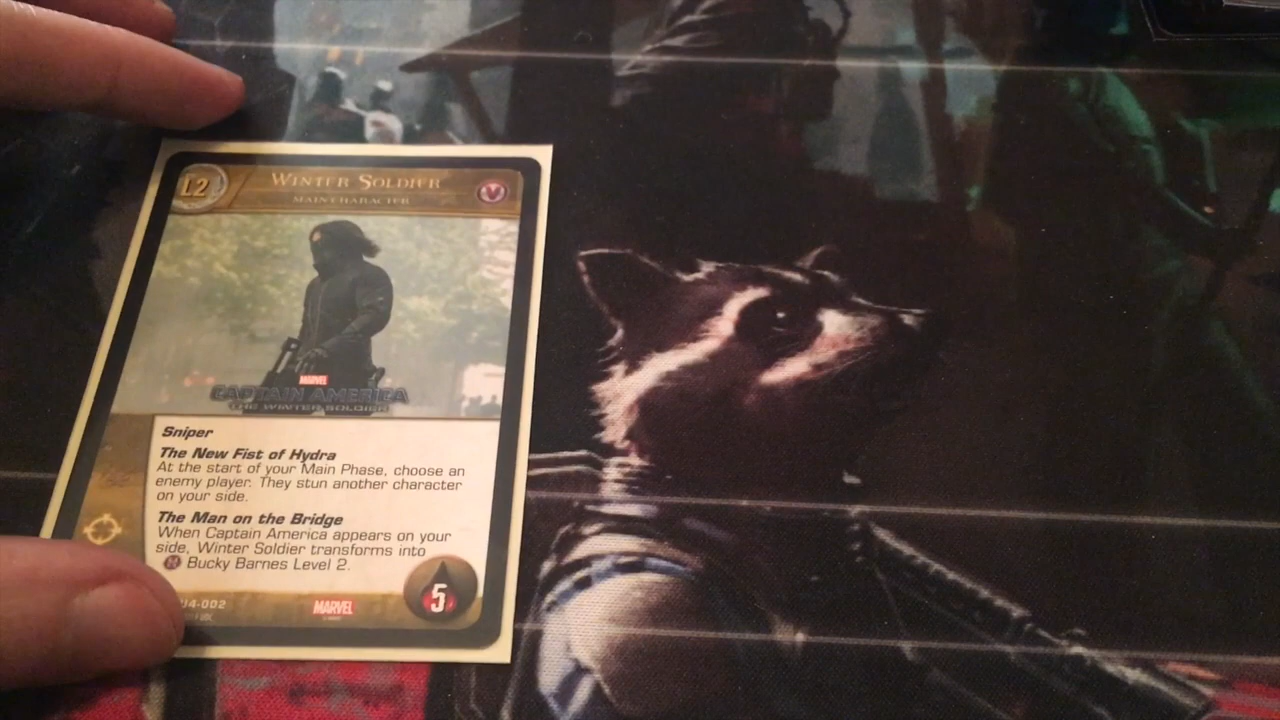 L2
WINTER SOLDIER
MAIN CHARACTER
MARVEL
CAPTAIN AMERICA
THE WINTER SOLDIER
Sniper
The New Fist of Hydra
At the start of your Main Phase, choose an
enemy player. They stun another character
on your side.
The Man on the Bridge
When Captain America appears on your
side, Winter Soldier transforms into
Bucky Barnes Level 2.
5
MARVEL